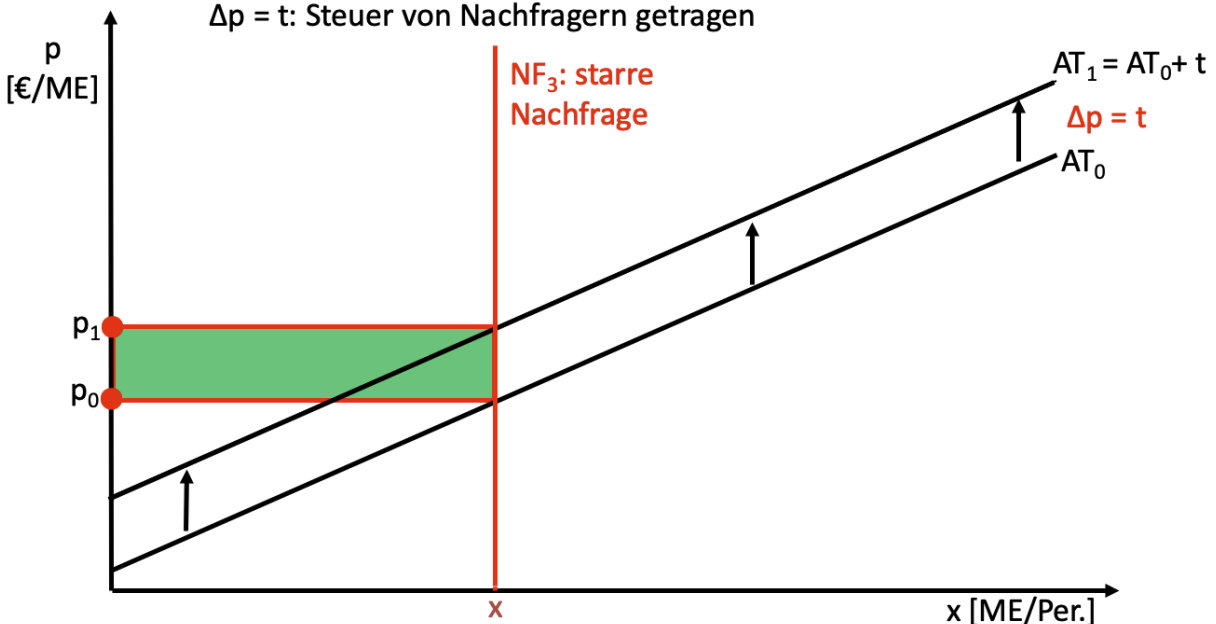 Δp = t: Steuer von Nachfragern getragen
p
[€/ME]
NF₃: starre
Nachfrage
AT₁ = AT₀+ t
Δp = t
AT₀
p₁
p₀
x
x [ME/Per.]